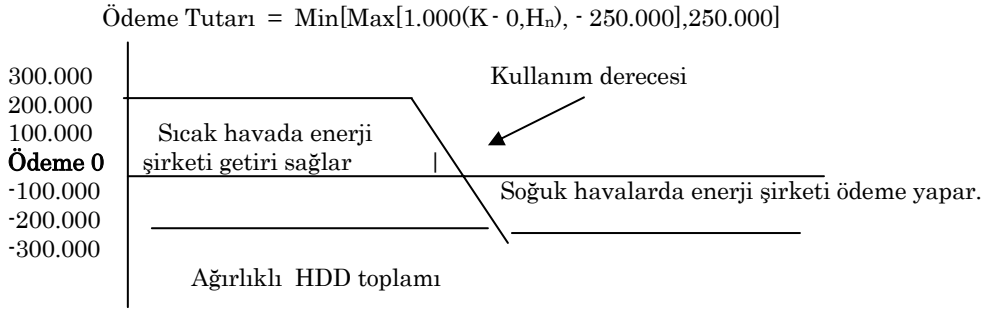 Ödeme Tutarı = Min[Max[1.000(K - 0,Hn), - 250.000],250.000]
300.000
Kullanım derecesi
200.000
100.000
Sıcak havada enerji
Ödeme 0
şirketi getiri sağlar
-100.000
Soğuk havalarda enerji şirketi ödeme yapar.
-200.000
-300.000
Ağırlıklı HDD toplamı